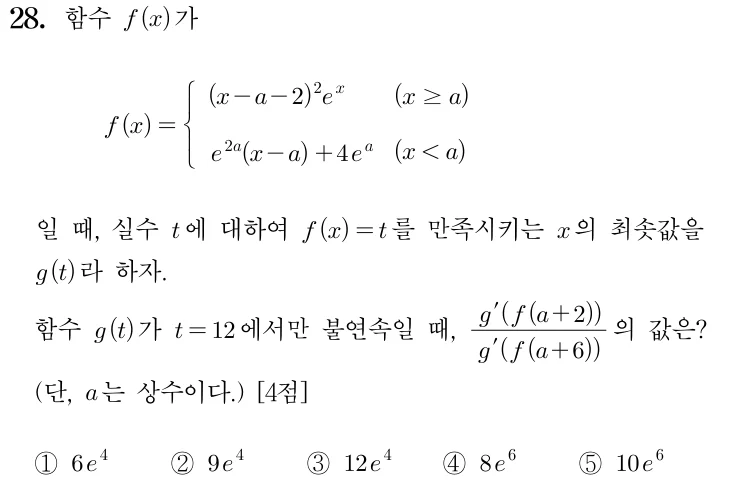 28. 함수 f(x)가
f(x) = { (x-a-2)²eˣ (x ≥ a)
e²ᵃ(x-a)+4eᵃ (x < a)
일 때, 실수 t에 대하여 f(x)=t를 만족시키는 x의 최솟값을
g(t)라 하자.
함수 g(t)가 t=12에서만 불연속일 때, g′(f(a+2))/g′(f(a+6)) 의 값은?
(단, a는 상수이다.) [4점]
① 6e⁴ ② 9e⁴ ③ 12e⁴ ④ 8e⁶ ⑤ 10e⁶